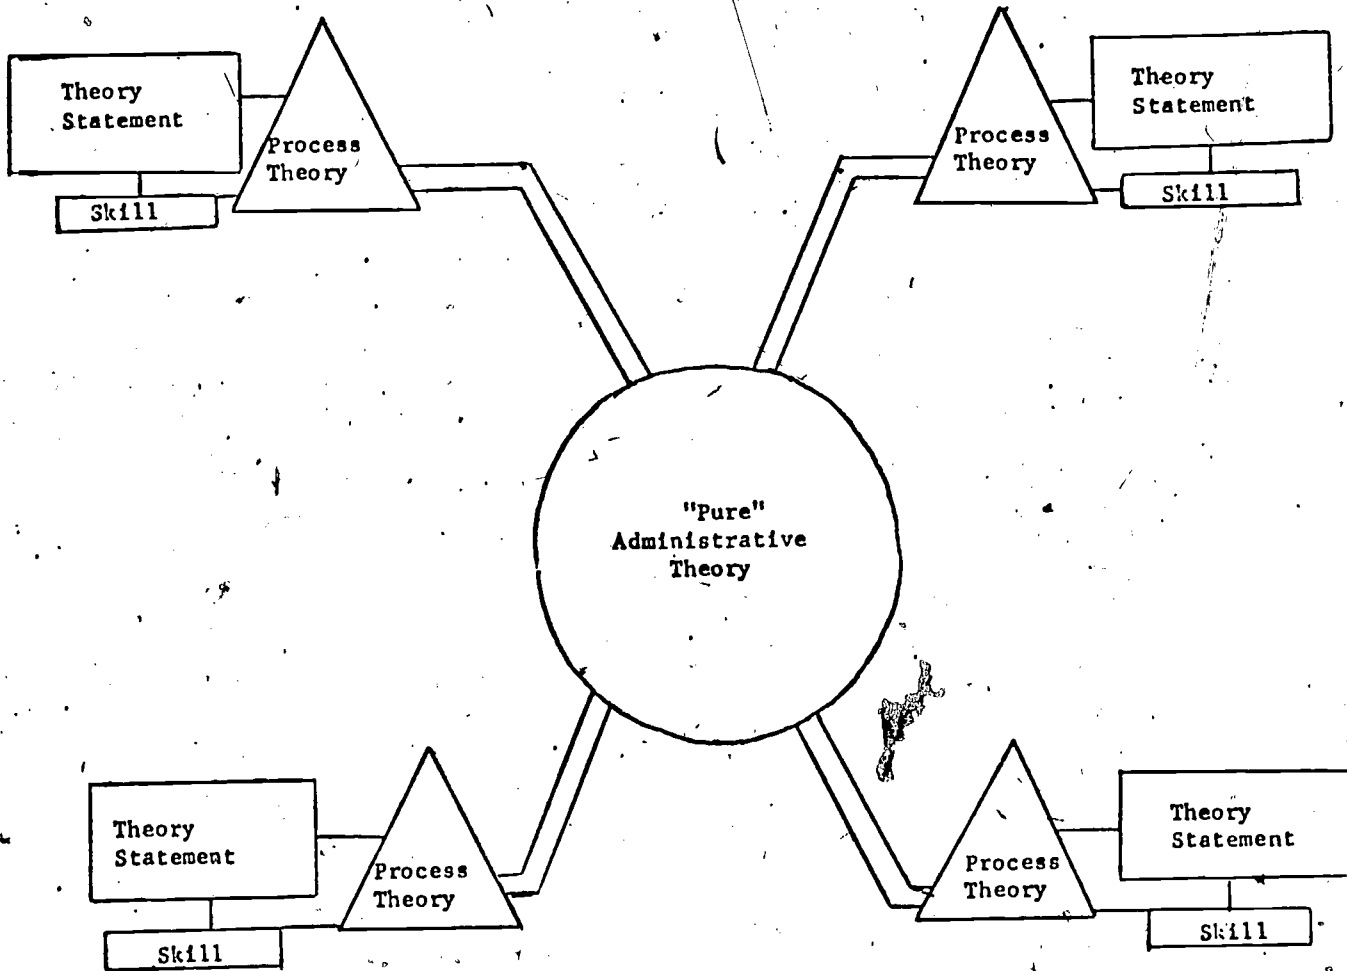 Theory
Statement
Process
Theory
Skill
Process
Theory
Theory
Statement
Skill
"Pure"
Administrative
Theory
Theory
Statement
Process
Theory
Skill
Process
Theory
Theory
Statement
Skill